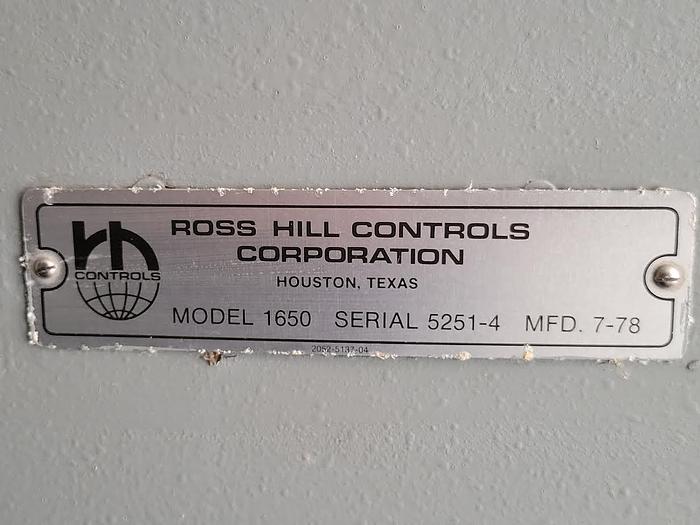 rh
CONTROLS
ROSS HILL CONTROLS
CORPORATION
HOUSTON, TEXAS
MODEL 1650 SERIAL 5251-4 MFD. 7-78
2052-5137-04